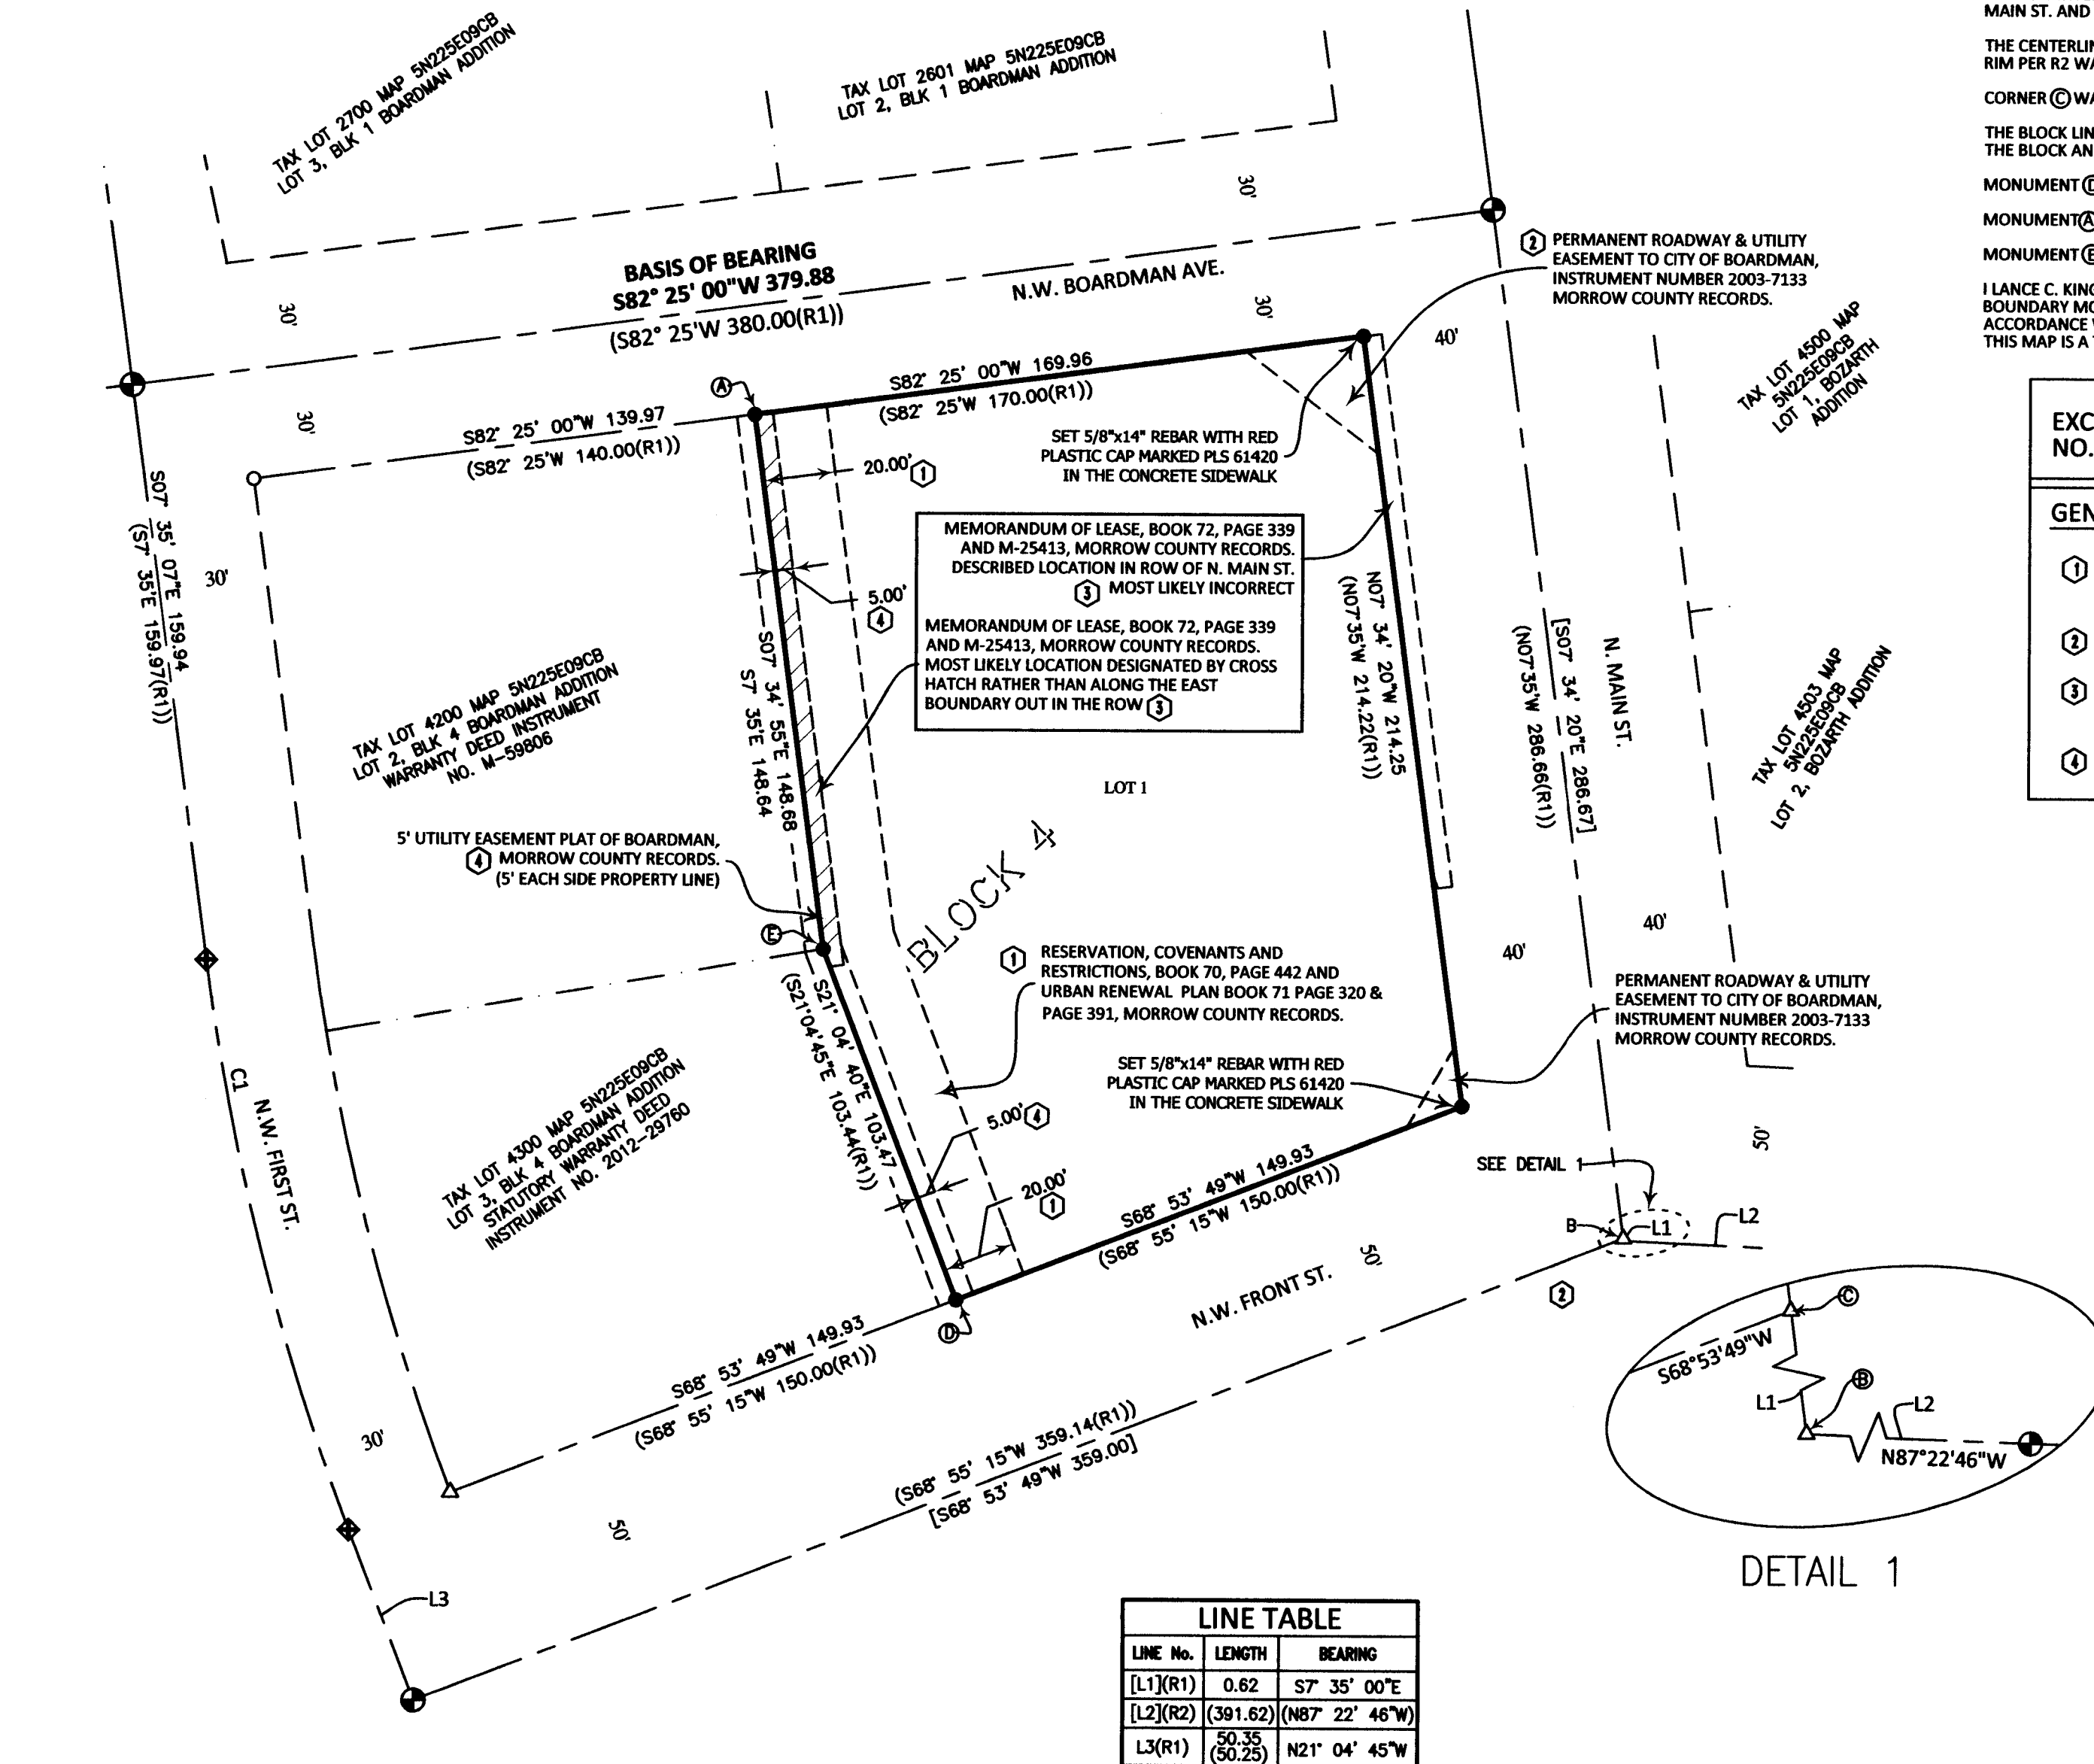 MAIN ST. AND
THE CENTERLIN
RIM PER R2 WA
CORNER Ⓒ WA
THE BLOCK LIN
THE BLOCK AN
MONUMENT Ⓓ
MONUMENT Ⓐ
MONUMENT Ⓔ
I LANCE C. KING
BOUNDARY MO
ACCORDANCE W
THIS MAP IS A T
TAX LOT 2700 MAP 5N225E09CB
LOT 3, BLK 1 BOARDMAN ADDITION
TAX LOT 2601 MAP 5N225E09CB
LOT 2, BLK 1 BOARDMAN ADDITION
30'
30'
BASIS OF BEARING
S82° 25' 00"W 379.88
(S82° 25'W 380.00(R1))
N.W. BOARDMAN AVE.
30'
30'
2 PERMANENT ROADWAY & UTILITY
EASEMENT TO CITY OF BOARDMAN,
INSTRUMENT NUMBER 2003-7133
MORROW COUNTY RECORDS.
40'
TAX LOT 4500 MAP
5N225E09CB
LOT 1, BOZARTH
ADDITION
EXC
NO.
GEN
1
2
3
4
A
S82° 25' 00"W 169.96
(S82° 25'W 170.00(R1))
S82° 25' 00"W 139.97
(S82° 25'W 140.00(R1))
SET 5/8"x14" REBAR WITH RED
PLASTIC CAP MARKED PLS 61420
IN THE CONCRETE SIDEWALK
20.00' 1
S07° 35' 07"E 159.94
(S7° 35'E 159.97(R1))
30'
MEMORANDUM OF LEASE, BOOK 72, PAGE 339
AND M-25413, MORROW COUNTY RECORDS.
DESCRIBED LOCATION IN ROW OF N. MAIN ST.
3 MOST LIKELY INCORRECT
MEMORANDUM OF LEASE, BOOK 72, PAGE 339
AND M-25413, MORROW COUNTY RECORDS.
MOST LIKELY LOCATION DESIGNATED BY CROSS
HATCH RATHER THAN ALONG THE EAST
BOUNDARY OUT IN THE ROW 3
5.00'
4
S07° 34' 55"E 148.68
S7° 35'E 148.64
N07° 34' 20"W 214.25
(N07°35'W 214.22(R1))
[S07° 34' 20"E 286.67]
(N07°35'W 286.66(R1))
N. MAIN ST.
TAX LOT 4503 MAP
5N225E09CB
LOT 2, BOZARTH ADDITION
TAX LOT 4200 MAP 5N225E09CB
LOT 2, BLK 4 BOARDMAN ADDITION
WARRANTY DEED INSTRUMENT
NO. M-59806
LOT 1
BLOCK 4
5' UTILITY EASEMENT PLAT OF BOARDMAN,
4 MORROW COUNTY RECORDS.
(5' EACH SIDE PROPERTY LINE)
E
40'
40'
1 RESERVATION, COVENANTS AND
RESTRICTIONS, BOOK 70, PAGE 442 AND
URBAN RENEWAL PLAN BOOK 71 PAGE 320 &
PAGE 391, MORROW COUNTY RECORDS.
PERMANENT ROADWAY & UTILITY
EASEMENT TO CITY OF BOARDMAN,
INSTRUMENT NUMBER 2003-7133
MORROW COUNTY RECORDS.
S21° 04' 40"E 103.47
(S21°04'45"E 103.44(R1))
SET 5/8"x14" REBAR WITH RED
PLASTIC CAP MARKED PLS 61420
IN THE CONCRETE SIDEWALK
C1
N.W. FIRST ST.
TAX LOT 4300 MAP 5N225E09CB
LOT 3, BLK 4 BOARDMAN ADDITION
STATUTORY WARRANTY DEED
INSTRUMENT NO. 2012-29760
5.00' 4
20.00'
1
S68° 53' 49"W 149.93
(S68° 55' 15"W 150.00(R1))
50'
SEE DETAIL 1
B
L1
L2
2
D
N.W. FRONT ST.
50'
S68° 53' 49"W 149.93
(S68° 55' 15"W 150.00(R1))
30'
50'
(S68° 55' 15"W 359.14(R1))
[S68° 53' 49"W 359.00]
C
S68°53'49"W
B
L1
L2
N87°22'46"W
DETAIL 1
L3
LINE TABLE
LINE No. LENGTH BEARING
[L1](R1) 0.62 S7° 35' 00"E
[L2](R2) (391.62) (N87° 22' 46"W)
L3(R1) 50.35 (50.25) N21° 04' 45"W